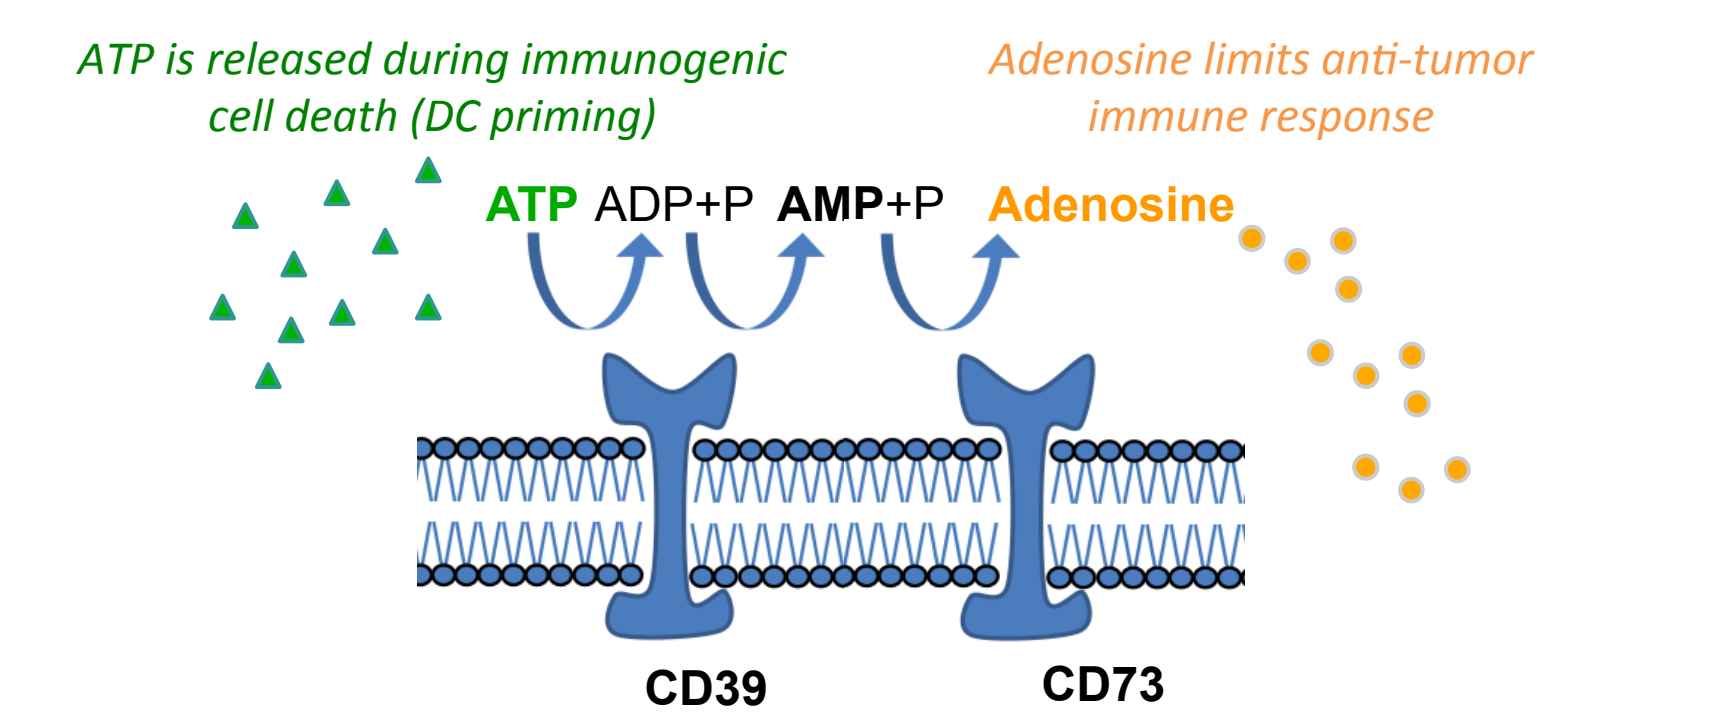 ATP is released during immunogenic
cell death (DC priming)
Adenosine limits anti-tumor
immune response
ATP ADP+P AMP+P Adenosine
CD39
CD73